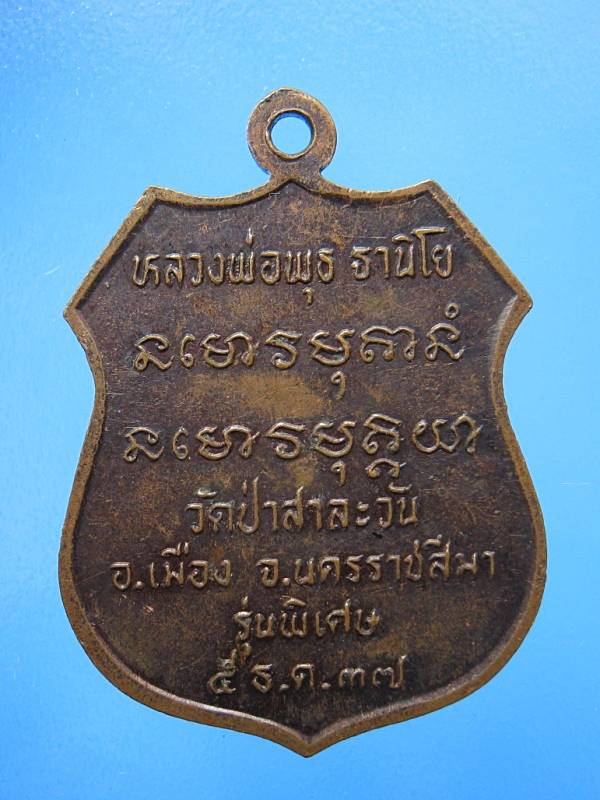 หลวงพ่อพุธ ธานิโย
วัดป่าสาละวัน
อ.เมือง จ.นครราชสีมา
รุ่นพิเศษ
๕ ธ.ค.๓๗